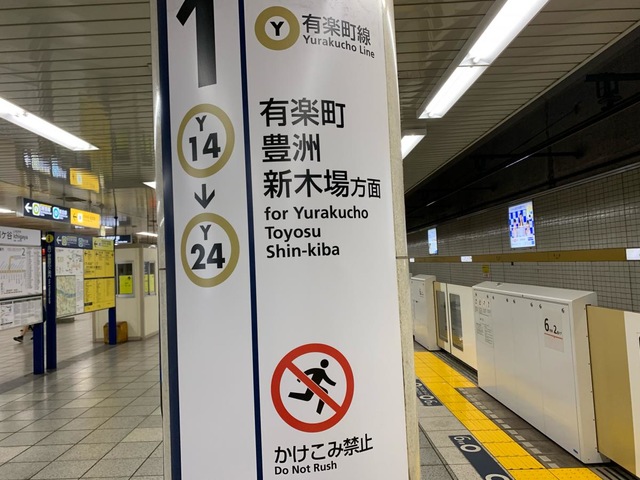 1
Y 有楽町線
Yurakucho Line
Y
14
Y
24
有楽町
豊洲
新木場方面
for Yurakucho
Toyosu
Shin-kiba
かけこみ禁止
Do Not Rush
6